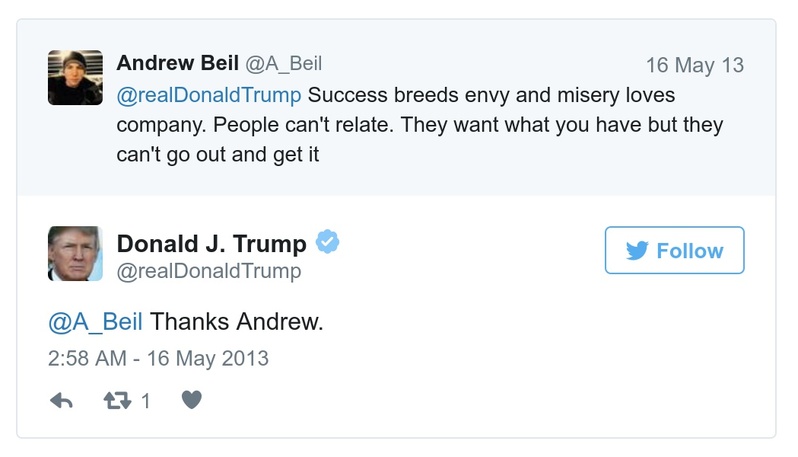 Andrew Beil @A_Beil 16 May 13
@realDonaldTrump Success breeds envy and misery loves
company. People can't relate. They want what you have but they
can't go out and get it
Donald J. Trump
@realDonaldTrump
Follow
@A_Beil Thanks Andrew.
2:58 AM - 16 May 2013
1